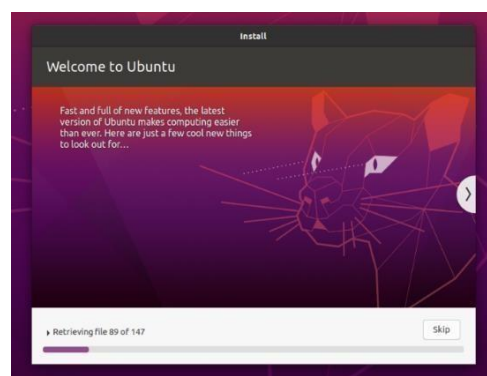 Install
Welcome to Ubuntu
Fast and full of new features, the latest
version of Ubuntu makes computing easier
than ever. Here are just a few cool new things
to look out for...
Retrieving file 89 of 147
Skip